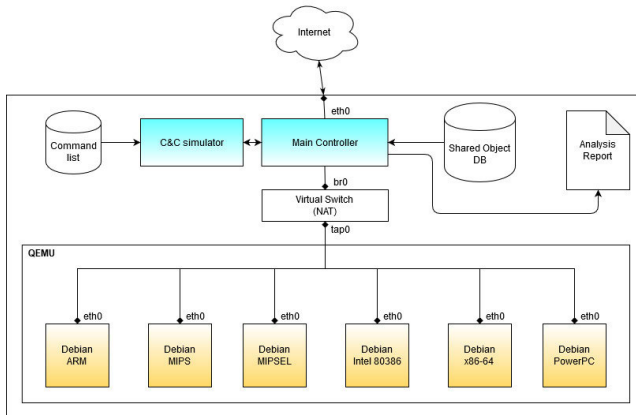 Internet
eth0
Command
list
C&C simulator
Main Controller
Shared Object
DB
Analysis
Report
br0
Virtual Switch
(NAT)
tap0
QEMU
eth0
eth0
eth0
eth0
eth0
eth0
Debian
ARM
Debian
MIPS
Debian
MIPSEL
Debian
Intel 80386
Debian
x86-64
Debian
PowerPC